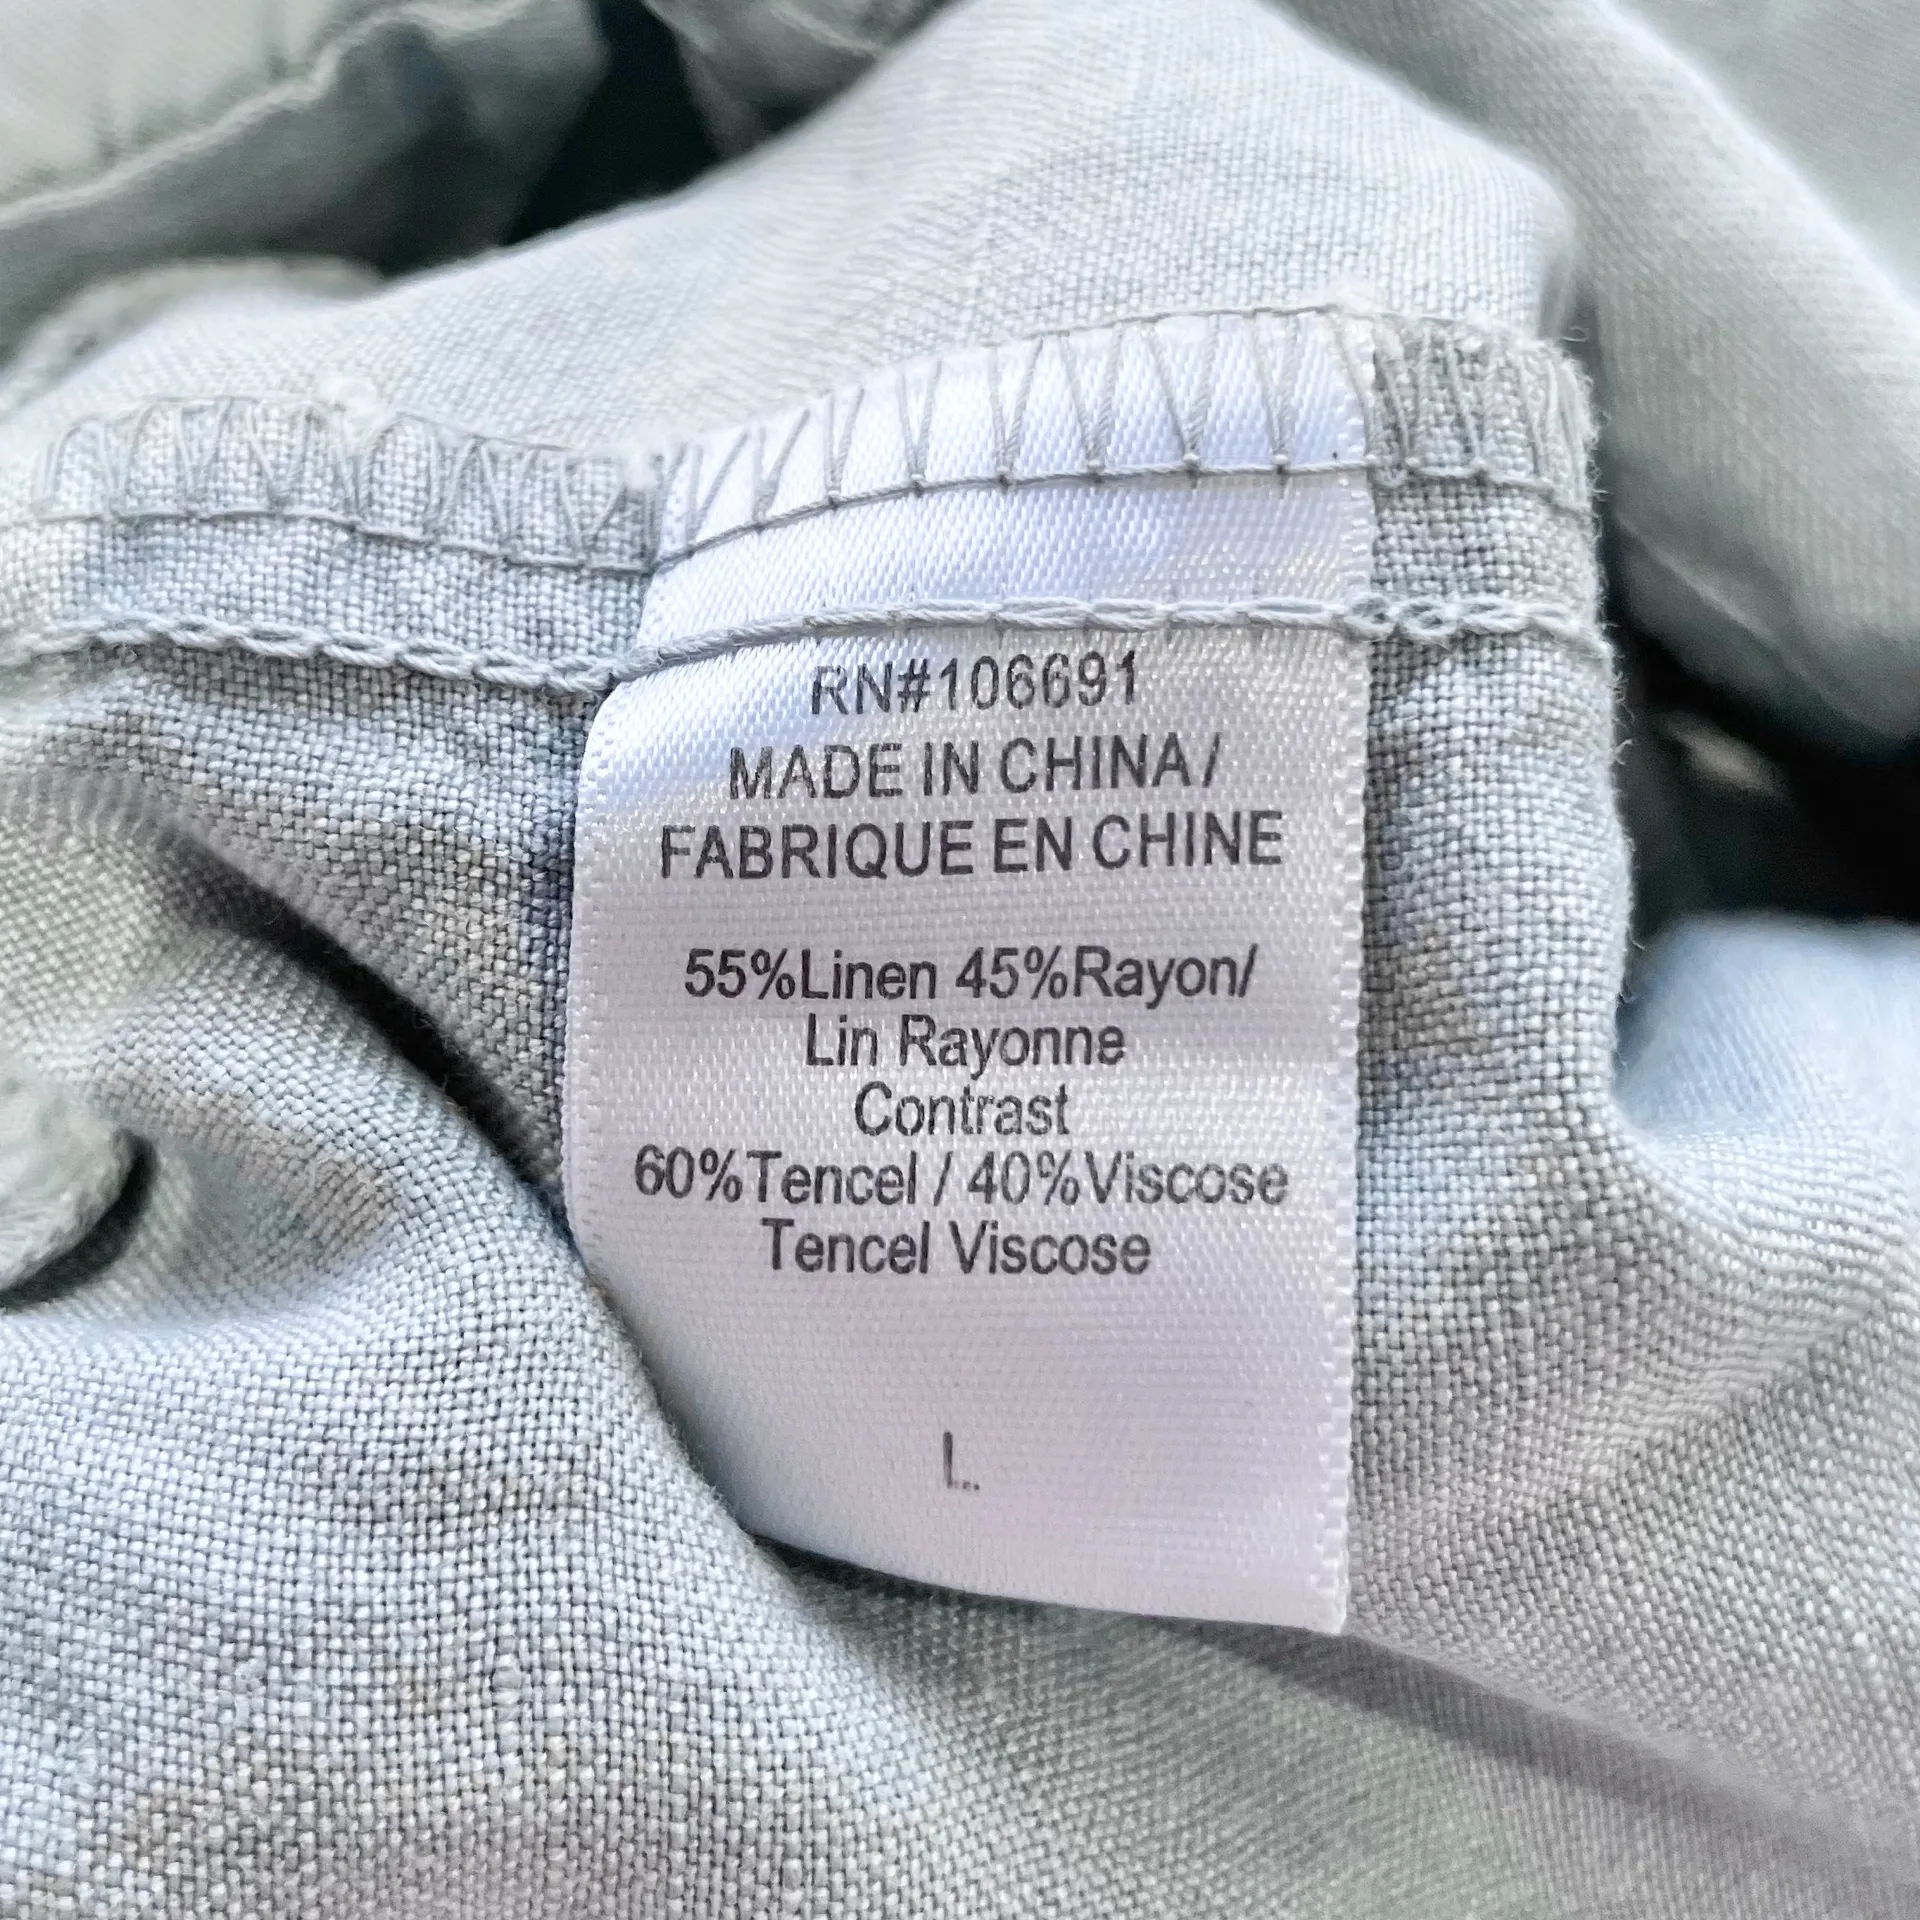 RN#106691
MADE IN CHINA/
FABRIQUE EN CHINE
55%Linen 45%Rayon/
Lin Rayonne
Contrast
60%Tencel / 40%Viscose
Tencel Viscose
L